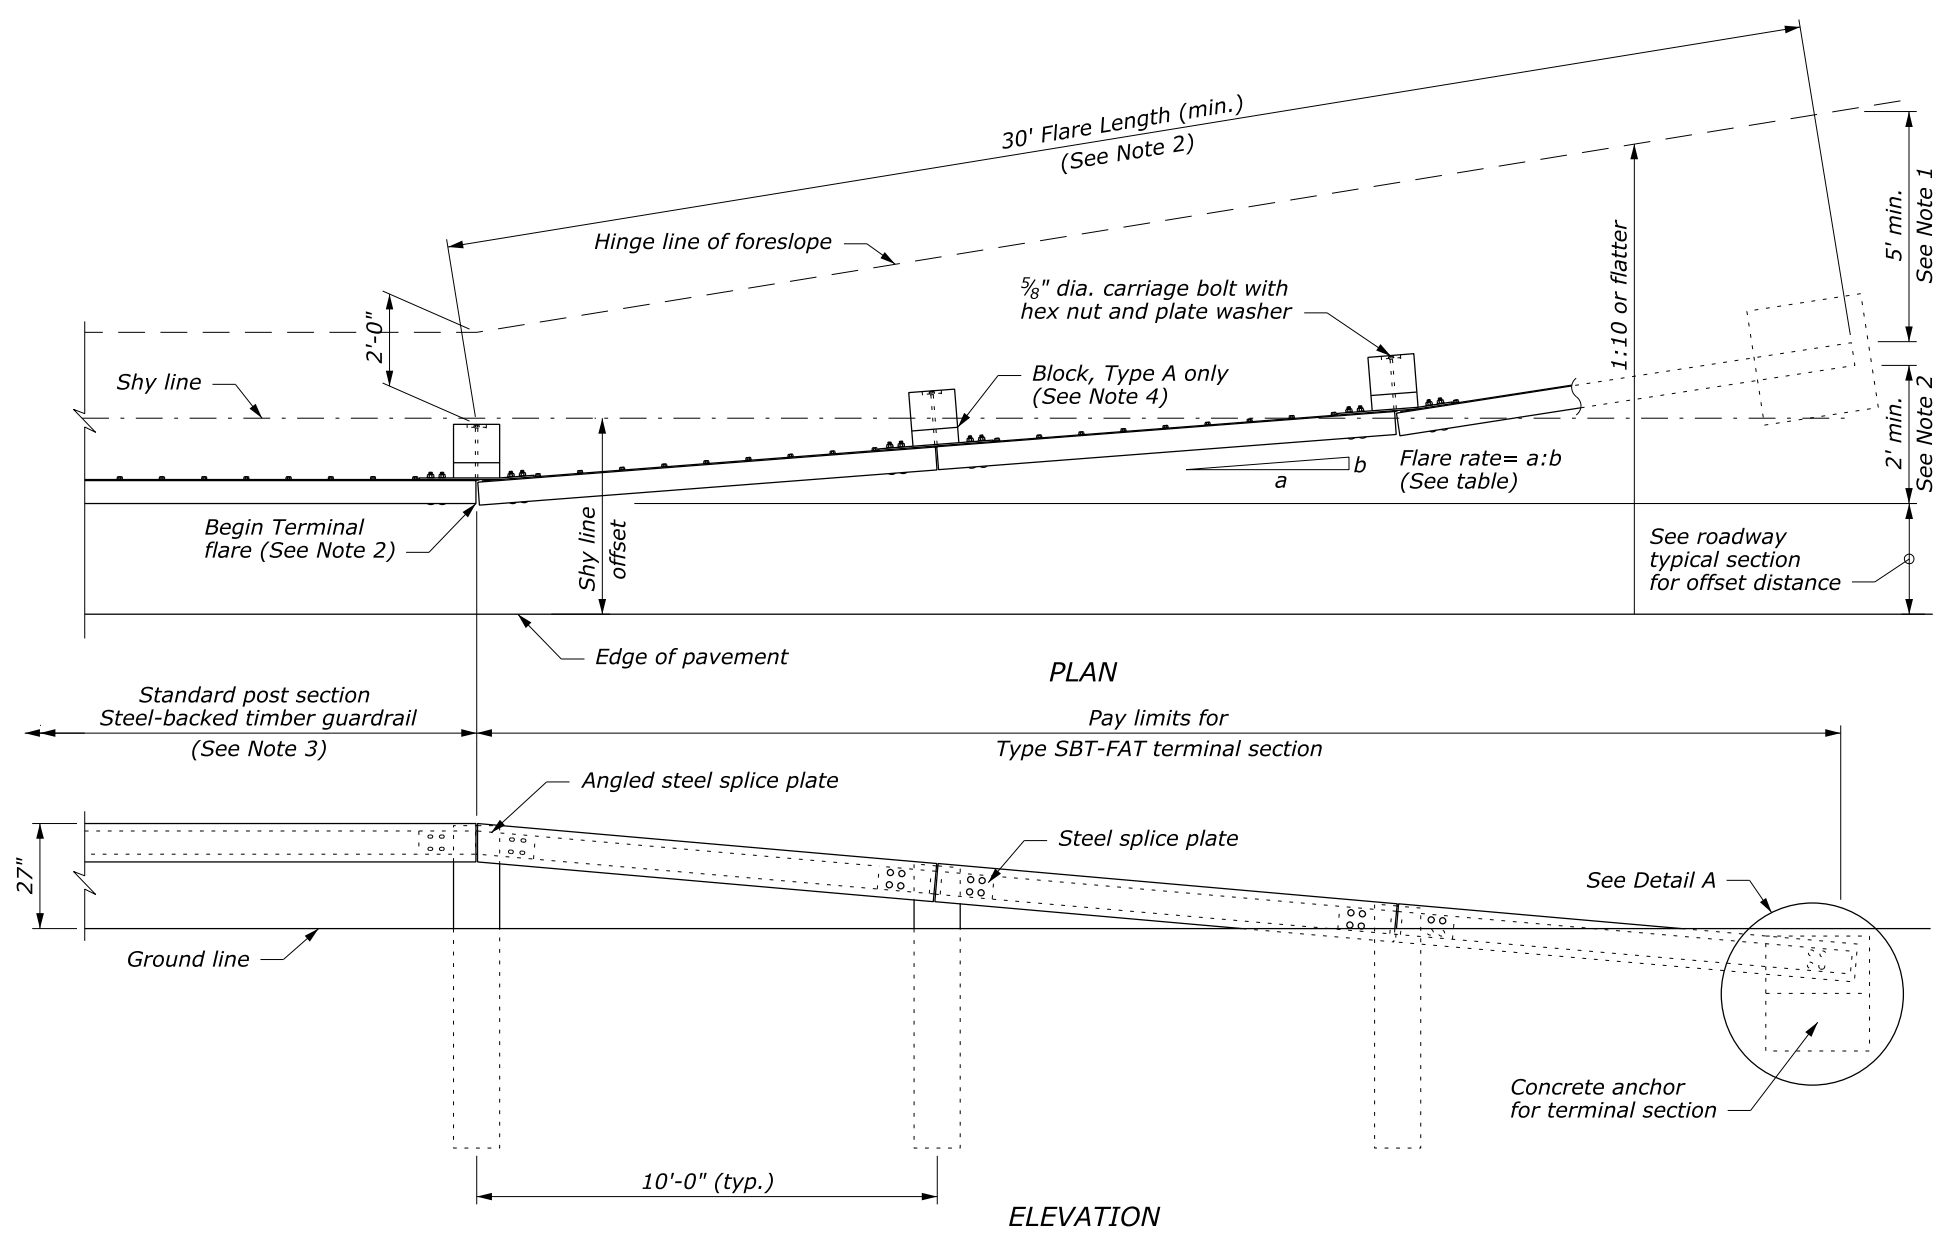 30' Flare Length (min.)
(See Note 2)
Hinge line of foreslope
5' min.
See Note 1
1:10 or flatter
⅝" dia. carriage bolt with
hex nut and plate washer
2'-0"
Shy line
Block, Type A only
(See Note 4)
2' min.
See Note 2
b
a
Flare rate= a:b
(See table)
Begin Terminal
flare (See Note 2)
Shy line
offset
See roadway
typical section
for offset distance
Edge of pavement
PLAN
Standard post section
Steel-backed timber guardrail
(See Note 3)
Pay limits for
Type SBT-FAT terminal section
Angled steel splice plate
Steel splice plate
27"
See Detail A
Ground line
Concrete anchor
for terminal section
10'-0" (typ.)
ELEVATION